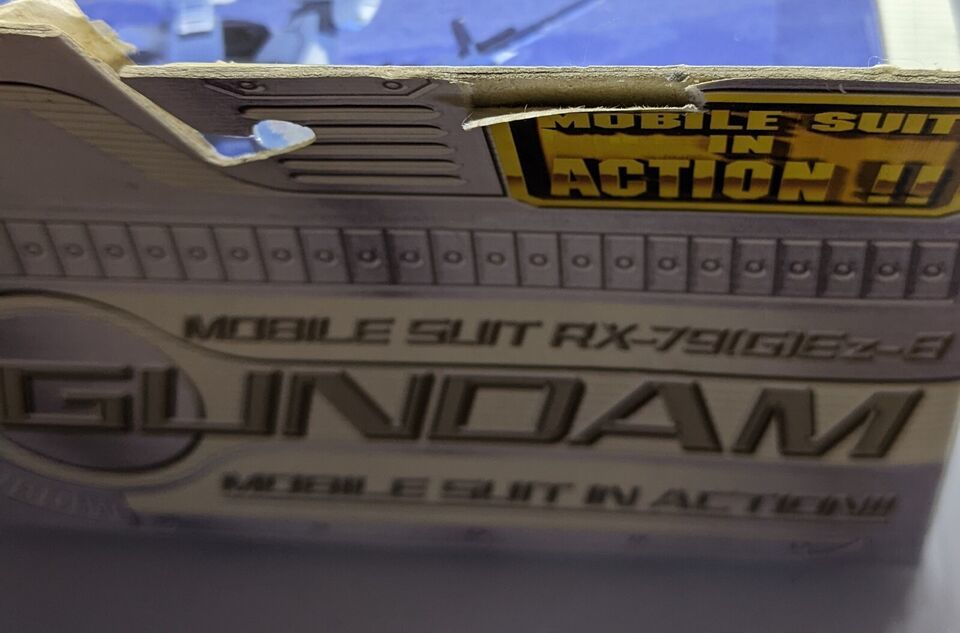 MOBILE SUIT
IN
ACTION !!
MOBILE SUIT RX-79(G)Ez-8
GUNDAM
MOBILE SUIT IN ACTION!!